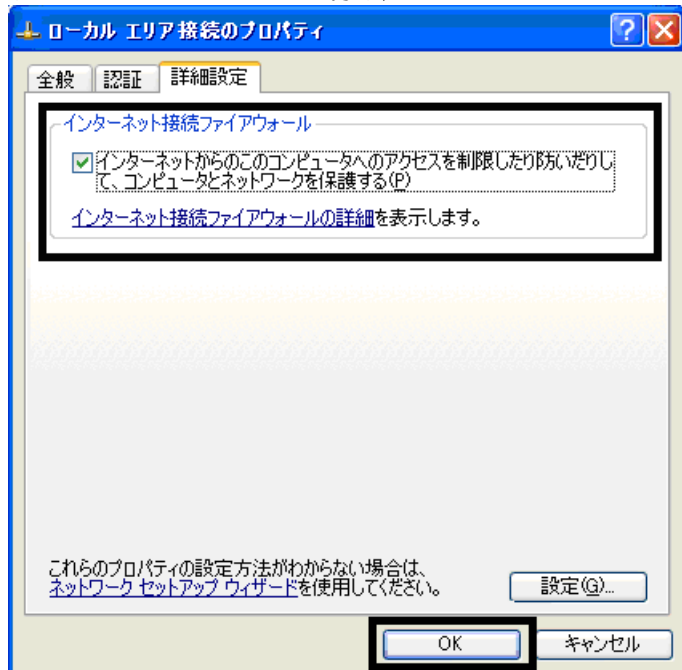 ローカル エリア接続のプロパティ
全般 認証 詳細設定
インターネット接続ファイアウォール
インターネットからのこのコンピュータへのアクセスを制限したり防いだりし
て、コンピュータとネットワークを保護する(P)
インターネット接続ファイアウォールの詳細を表示します。
これらのプロパティの設定方法がわからない場合は、
ネットワーク セットアップ ウィザードを使用してください。
設定(G)...
OK キャンセル